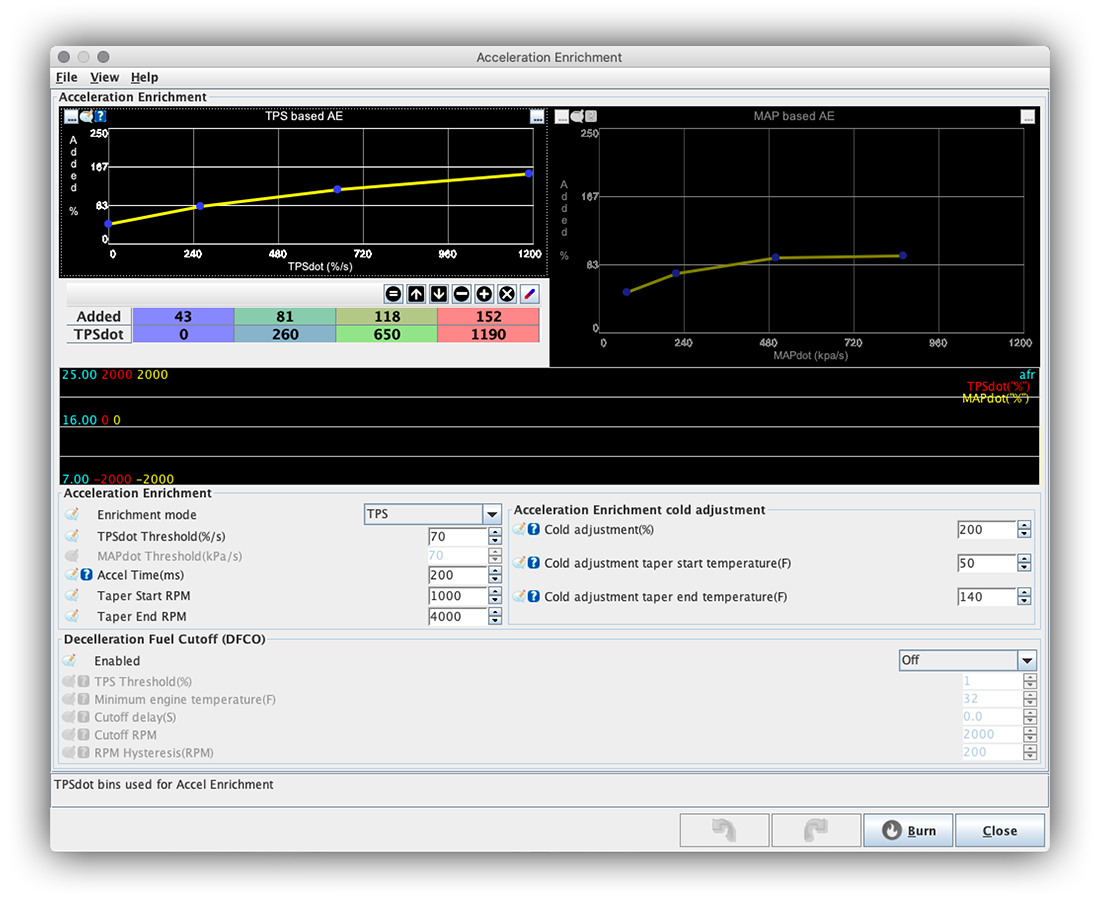 Acceleration Enrichment
File View Help
Acceleration Enrichment
... ? TPS based AE ...
Added %
250
167
83
0
0 240 480 720 960 1200
TPSdot (%/s)
... ? MAP based AE ...
Added %
250
167
83
0
0 240 480 720 960 1200
MAPdot (kpa/s)
Added 43 81 118 152
TPSdot 0 260 650 1190
25.00 2000 2000 afr
TPSdot("%")
MAPdot("%")
16.00 0 0
7.00 -2000 -2000
Acceleration Enrichment
Enrichment mode TPS
TPSdot Threshold(%/s) 70
MAPdot Threshold(kPa/s) 70
? Accel Time(ms) 200
Taper Start RPM 1000
Taper End RPM 4000
Acceleration Enrichment cold adjustment
? Cold adjustment(%) 200
? Cold adjustment taper start temperature(F) 50
? Cold adjustment taper end temperature(F) 140
Decelleration Fuel Cutoff (DFCO)
Enabled Off
? TPS Threshold(%) 1
? Minimum engine temperature(F) 32
? Cutoff delay(S) 0.0
? Cutoff RPM 2000
? RPM Hysteresis(RPM) 200
TPSdot bins used for Accel Enrichment
Burn Close